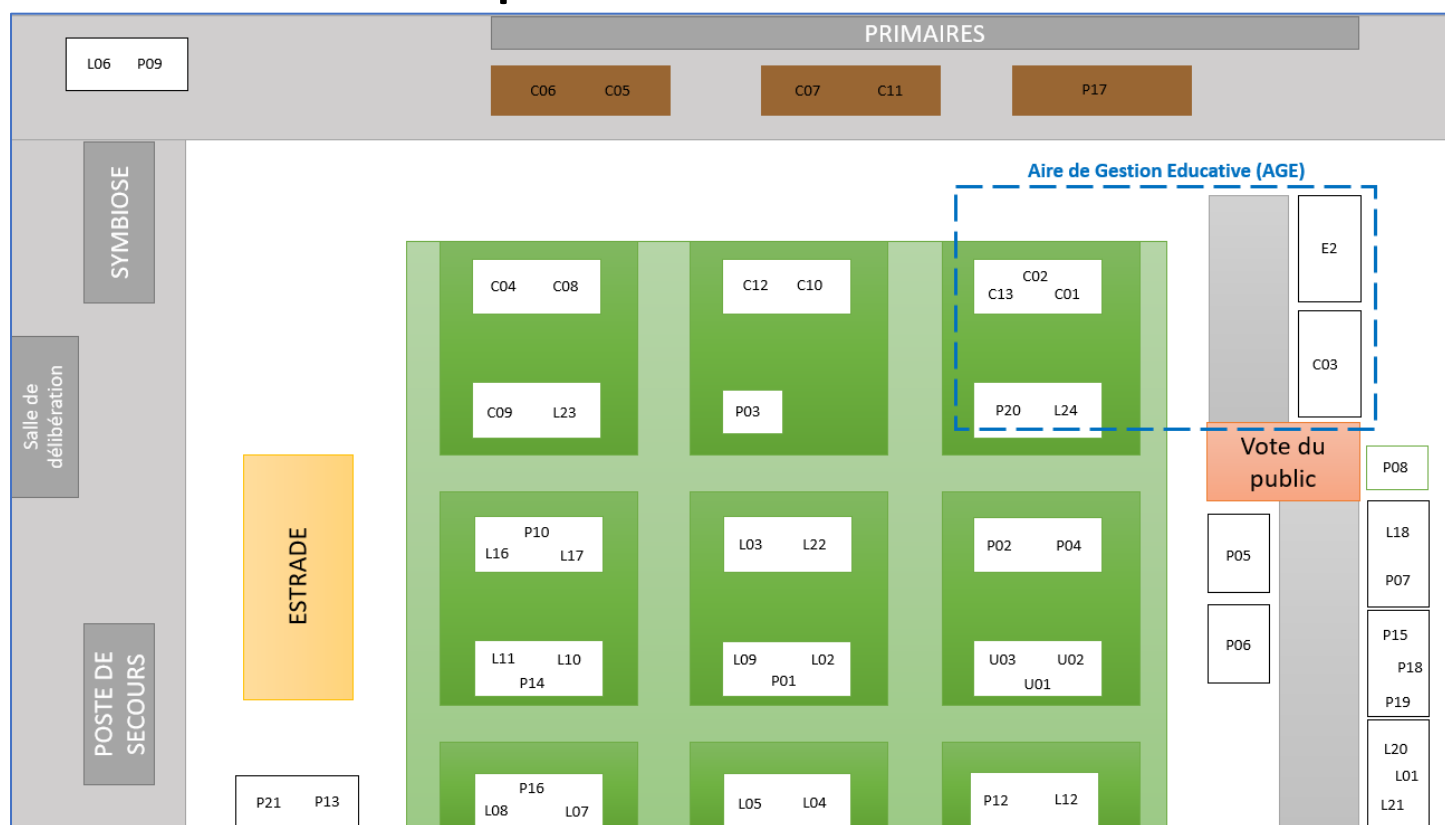 PRIMAIRES
L06 P09
C06 C05
C07 C11
P17
SYMBIOSE
Aire de Gestion Educative (AGE)
E2
C04 C08
C12 C10
C02
C13 C01
C03
Salle de
délibération
C09 L23
P03
P20 L24
Vote du
public
P08
ESTRADE
P10
L16 L17
L03 L22
P02 P04
P05
L18
P07
POSTE DE
SECOURS
L11 L10
P14
L09 L02
P01
U03 U02
U01
P06
P15
P18
P19
P21 P13
P16
L08 L07
L05 L04
P12 L12
L20
L01
L21